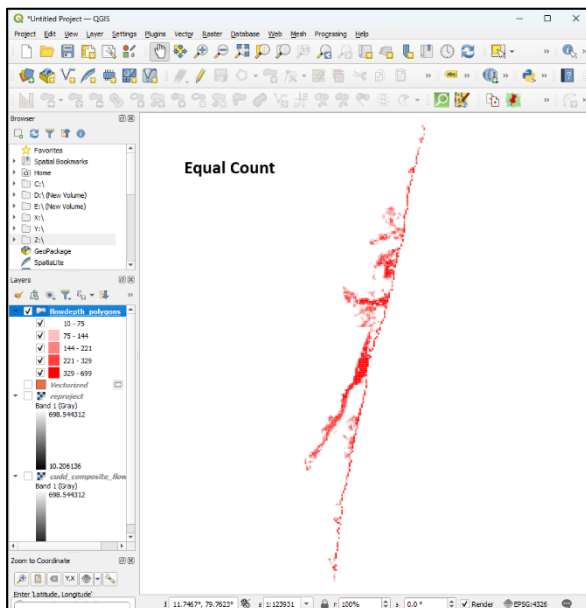 *Untitled Project — QGIS
Project Edit View Layer Settings Plugins Vector Raster Database Web Mesh Processing Help
abc
Browser
Favorites
Spatial Bookmarks
Home
C:\
D:\ (New Volume)
E:\ (New Volume)
X:\
Y:\
Z:\
GeoPackage
SpatiaLite
Layers
flowdepth_polygons
10 - 75
75 - 144
144 - 221
221 - 329
329 - 699
Vectorized
reproject
Band 1 (Gray)
698.544312
10.206136
cudd_composite_flow
Band 1 (Gray)
698.544312
Zoom to Coordinate
Y,X
Enter 'Latitude, Longitude'
Equal Count
11.7467°, 79.7623° 1:123931 100% 0.0° Render EPSG:4326